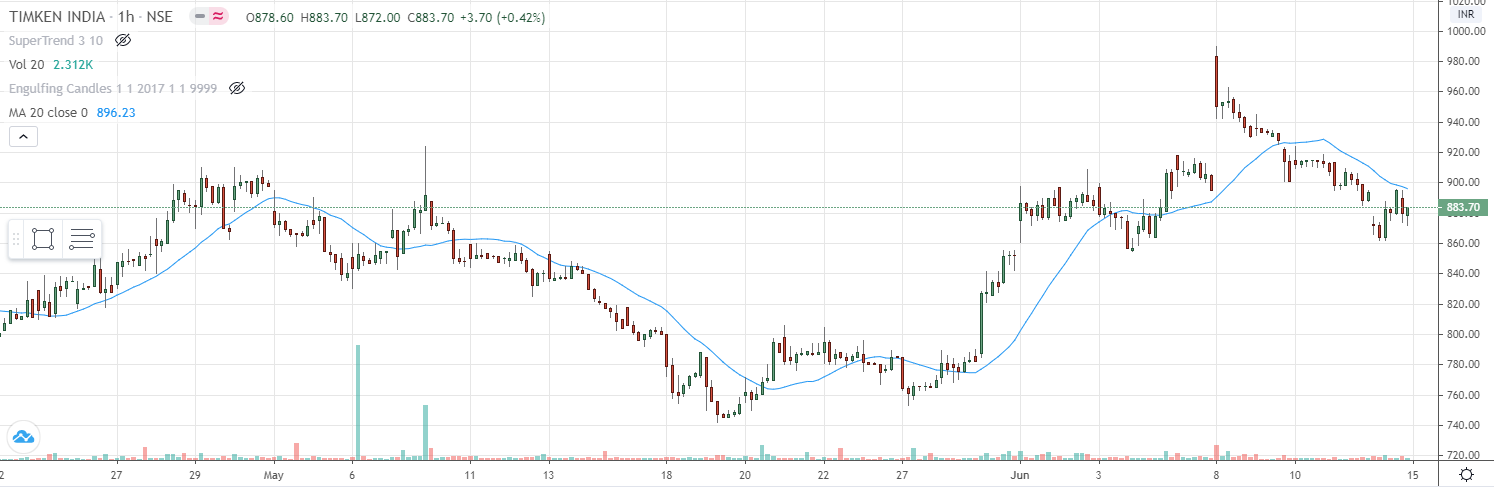 TIMKEN INDIA · 1h · NSE O878.60 H883.70 L872.00 C883.70 +3.70 (+0.42%)
SuperTrend 3 10
Vol 20 2.312K
Engulfing Candles 1 1 2017 1 1 9999
MA 20 close 0 896.23
1020.00
INR
1000.00
980.00
960.00
940.00
920.00
900.00
883.70
880.00
860.00
840.00
820.00
800.00
780.00
760.00
740.00
720.00
2 27 29 May 6 11 13 18 20 22 27 Jun 3 8 10 15